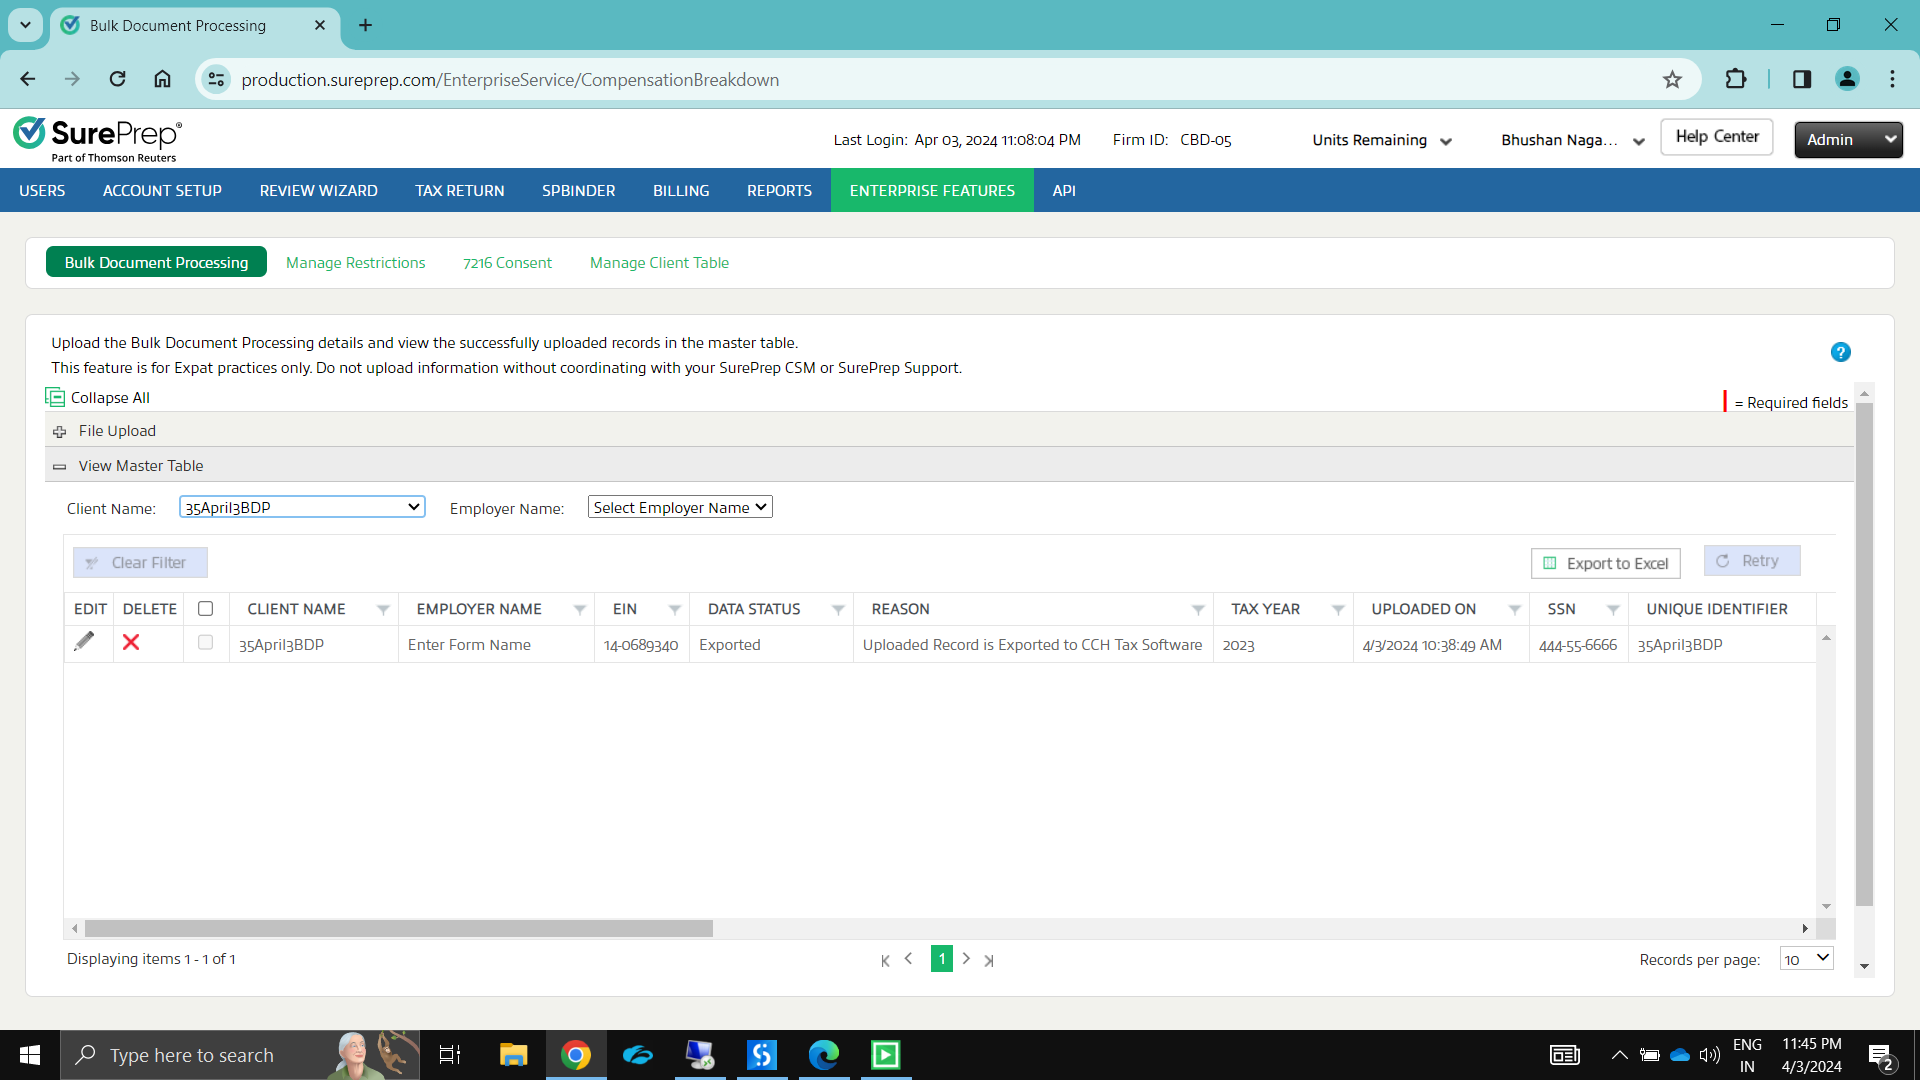 Bulk Document Processing
production.sureprep.com/EnterpriseService/CompensationBreakdown
SurePrep®
Part of Thomson Reuters
Last Login: Apr 03, 2024 11:08:04 PM
Firm ID: CBD-05
Units Remaining
Bhushan Naga...
Help Center
Admin
USERS
ACCOUNT SETUP
REVIEW WIZARD
TAX RETURN
SPBINDER
BILLING
REPORTS
ENTERPRISE FEATURES
API
Bulk Document Processing
Manage Restrictions
7216 Consent
Manage Client Table
Upload the Bulk Document Processing details and view the successfully uploaded records in the master table.
This feature is for Expat practices only. Do not upload information without coordinating with your SurePrep CSM or SurePrep Support.
?
Collapse All
= Required fields
File Upload
View Master Table
Client Name: 35April3BDP
Employer Name: Select Employer Name
Clear Filter
Export to Excel
Retry
EDIT DELETE CLIENT NAME EMPLOYER NAME EIN DATA STATUS REASON TAX YEAR UPLOADED ON SSN UNIQUE IDENTIFIER
35April3BDP Enter Form Name 14-0689340 Exported Uploaded Record is Exported to CCH Tax Software 2023 4/3/2024 10:38:49 AM 444-55-6666 35April3BDP
Displaying items 1 - 1 of 1
1
Records per page: 10
Type here to search
ENG
IN
11:45 PM
4/3/2024
2